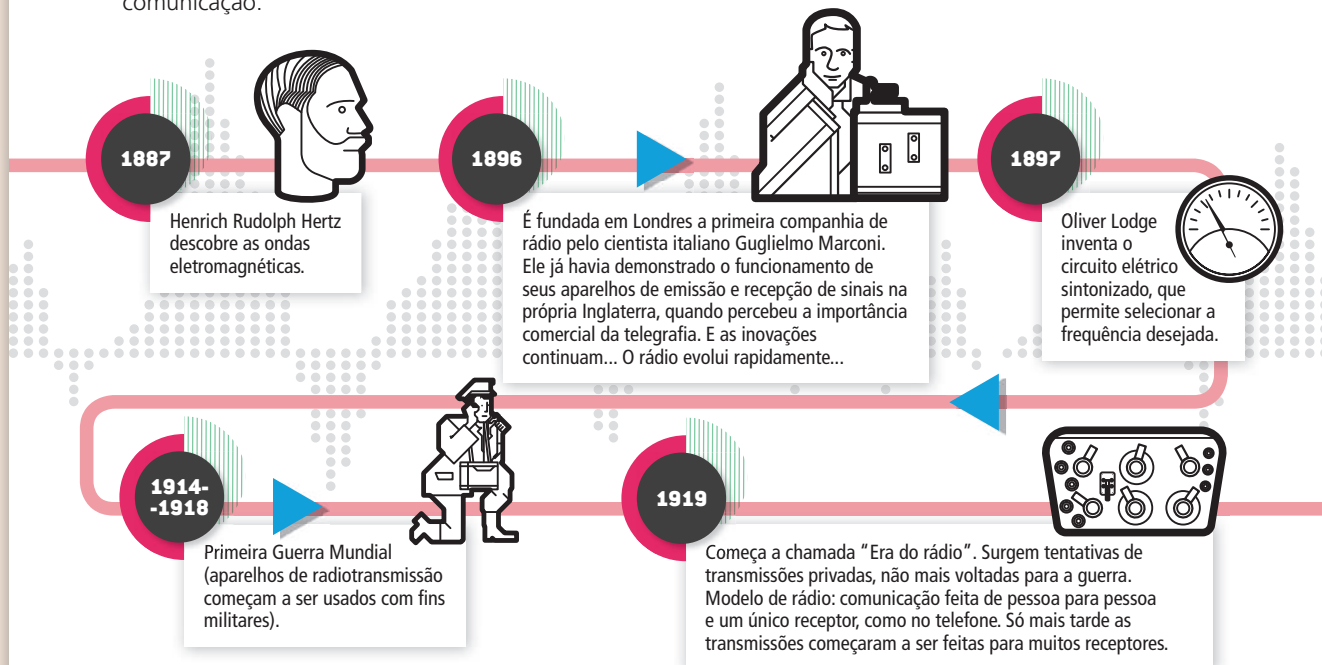 comunicação.
1887
Henrich Rudolph Hertz
descobre as ondas
eletromagnéticas.
1896
É fundada em Londres a primeira companhia de
rádio pelo cientista italiano Guglielmo Marconi.
Ele já havia demonstrado o funcionamento de
seus aparelhos de emissão e recepção de sinais na
própria Inglaterra, quando percebeu a importância
comercial da telegrafia. E as inovações
continuam... O rádio evolui rapidamente...
1897
Oliver Lodge
inventa o
circuito elétrico
sintonizado, que
permite selecionar a
frequência desejada.
1914-
-1918
Primeira Guerra Mundial
(aparelhos de radiotransmissão
começam a ser usados com fins
militares).
1919
Começa a chamada “Era do rádio”. Surgem tentativas de
transmissões privadas, não mais voltadas para a guerra.
Modelo de rádio: comunicação feita de pessoa para pessoa
e um único receptor, como no telefone. Só mais tarde as
transmissões começaram a ser feitas para muitos receptores.